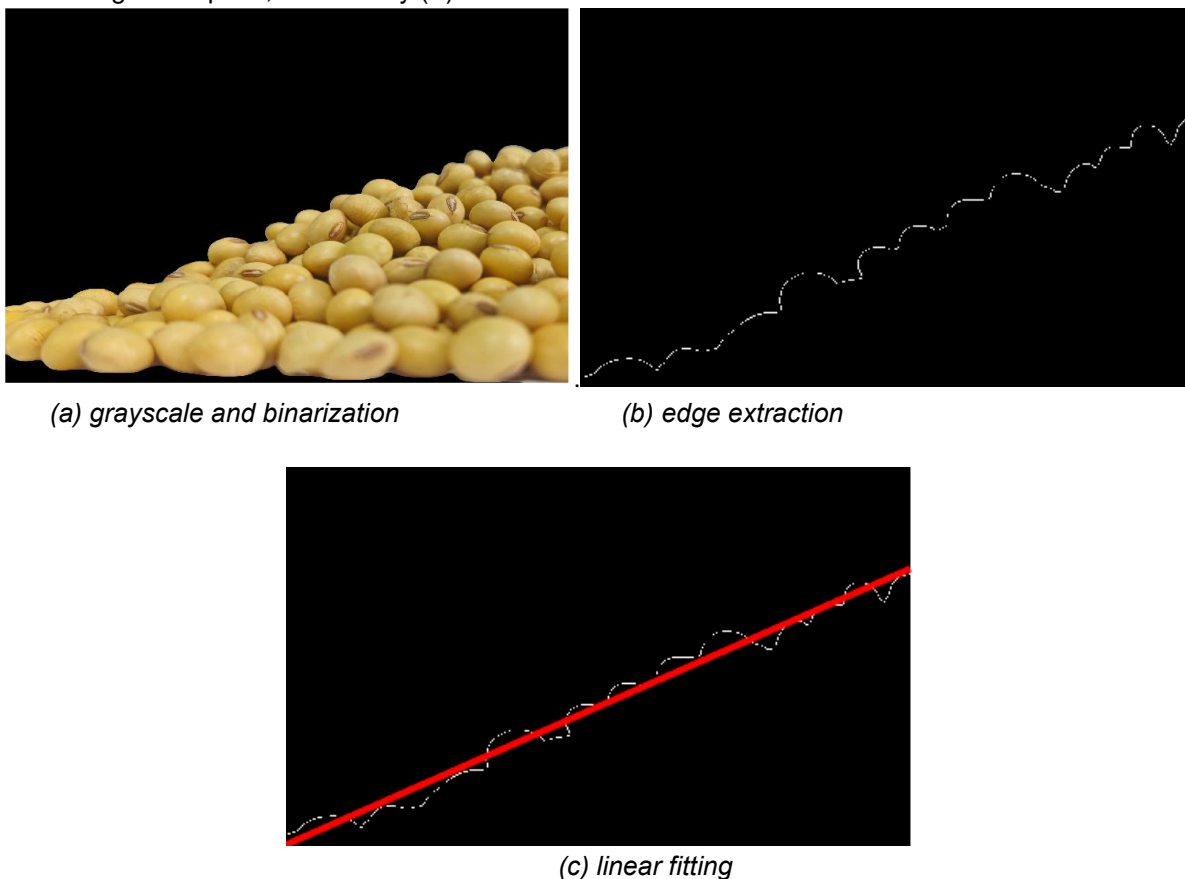 (a) grayscale and binarization
(b) edge extraction
(c) linear fitting